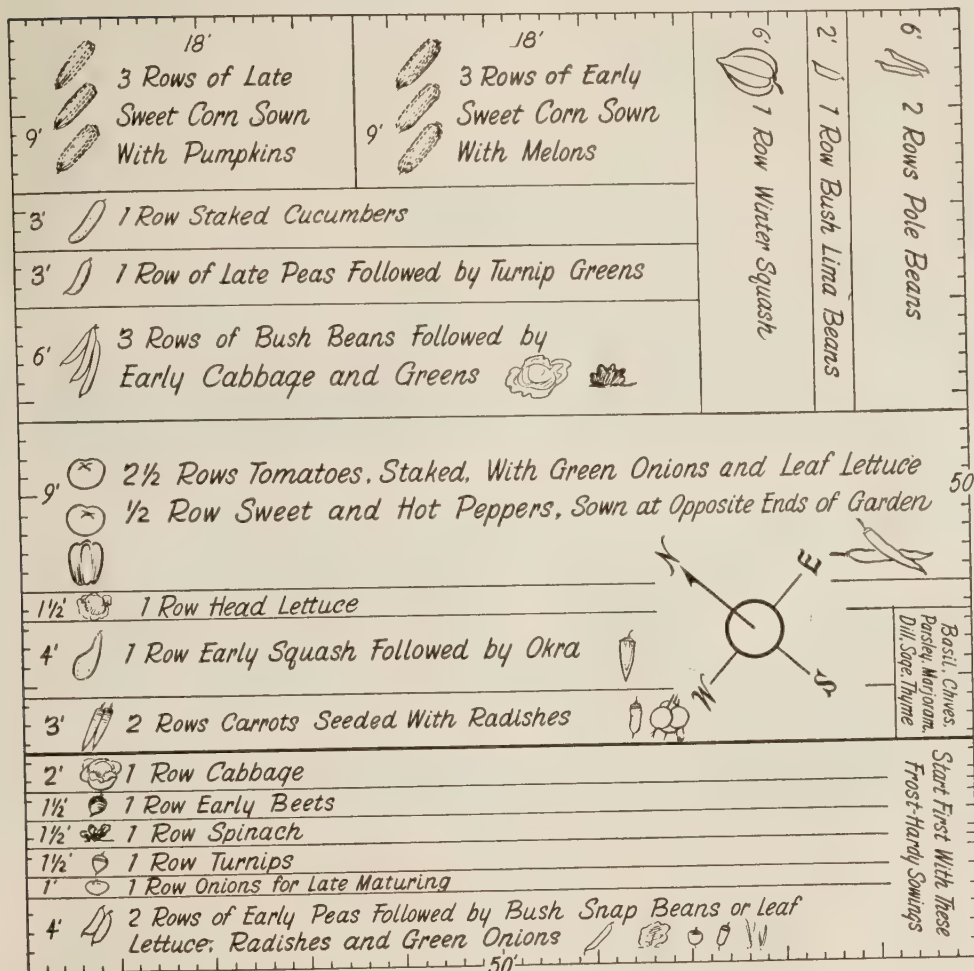 18'
3 Rows of Late
Sweet Corn Sown
With Pumpkins
9'
18'
3 Rows of Early
Sweet Corn Sown
With Melons
9'
6' 1 Row Winter Squash
2' 1 Row Bush Lima Beans
6' 2 Rows Pole Beans
3' 1 Row Staked Cucumbers
3' 1 Row of Late Peas Followed by Turnip Greens
6' 3 Rows of Bush Beans Followed by
Early Cabbage and Greens
9' 2½ Rows Tomatoes, Staked, With Green Onions and Leaf Lettuce
½ Row Sweet and Hot Peppers, Sown at Opposite Ends of Garden
50'
N
E
W
S
1½' 1 Row Head Lettuce
4' 1 Row Early Squash Followed by Okra
3' 2 Rows Carrots Seeded With Radishes
Basil, Chives,
Parsley, Marjoram,
Dill, Sage, Thyme
2' 1 Row Cabbage
1½' 1 Row Early Beets
1½' 1 Row Spinach
1½' 1 Row Turnips
1' 1 Row Onions for Late Maturing
4' 2 Rows of Early Peas Followed by Bush Snap Beans or Leaf
Lettuce, Radishes and Green Onions
Start First With These
Frost-Hardy Sowings
50'